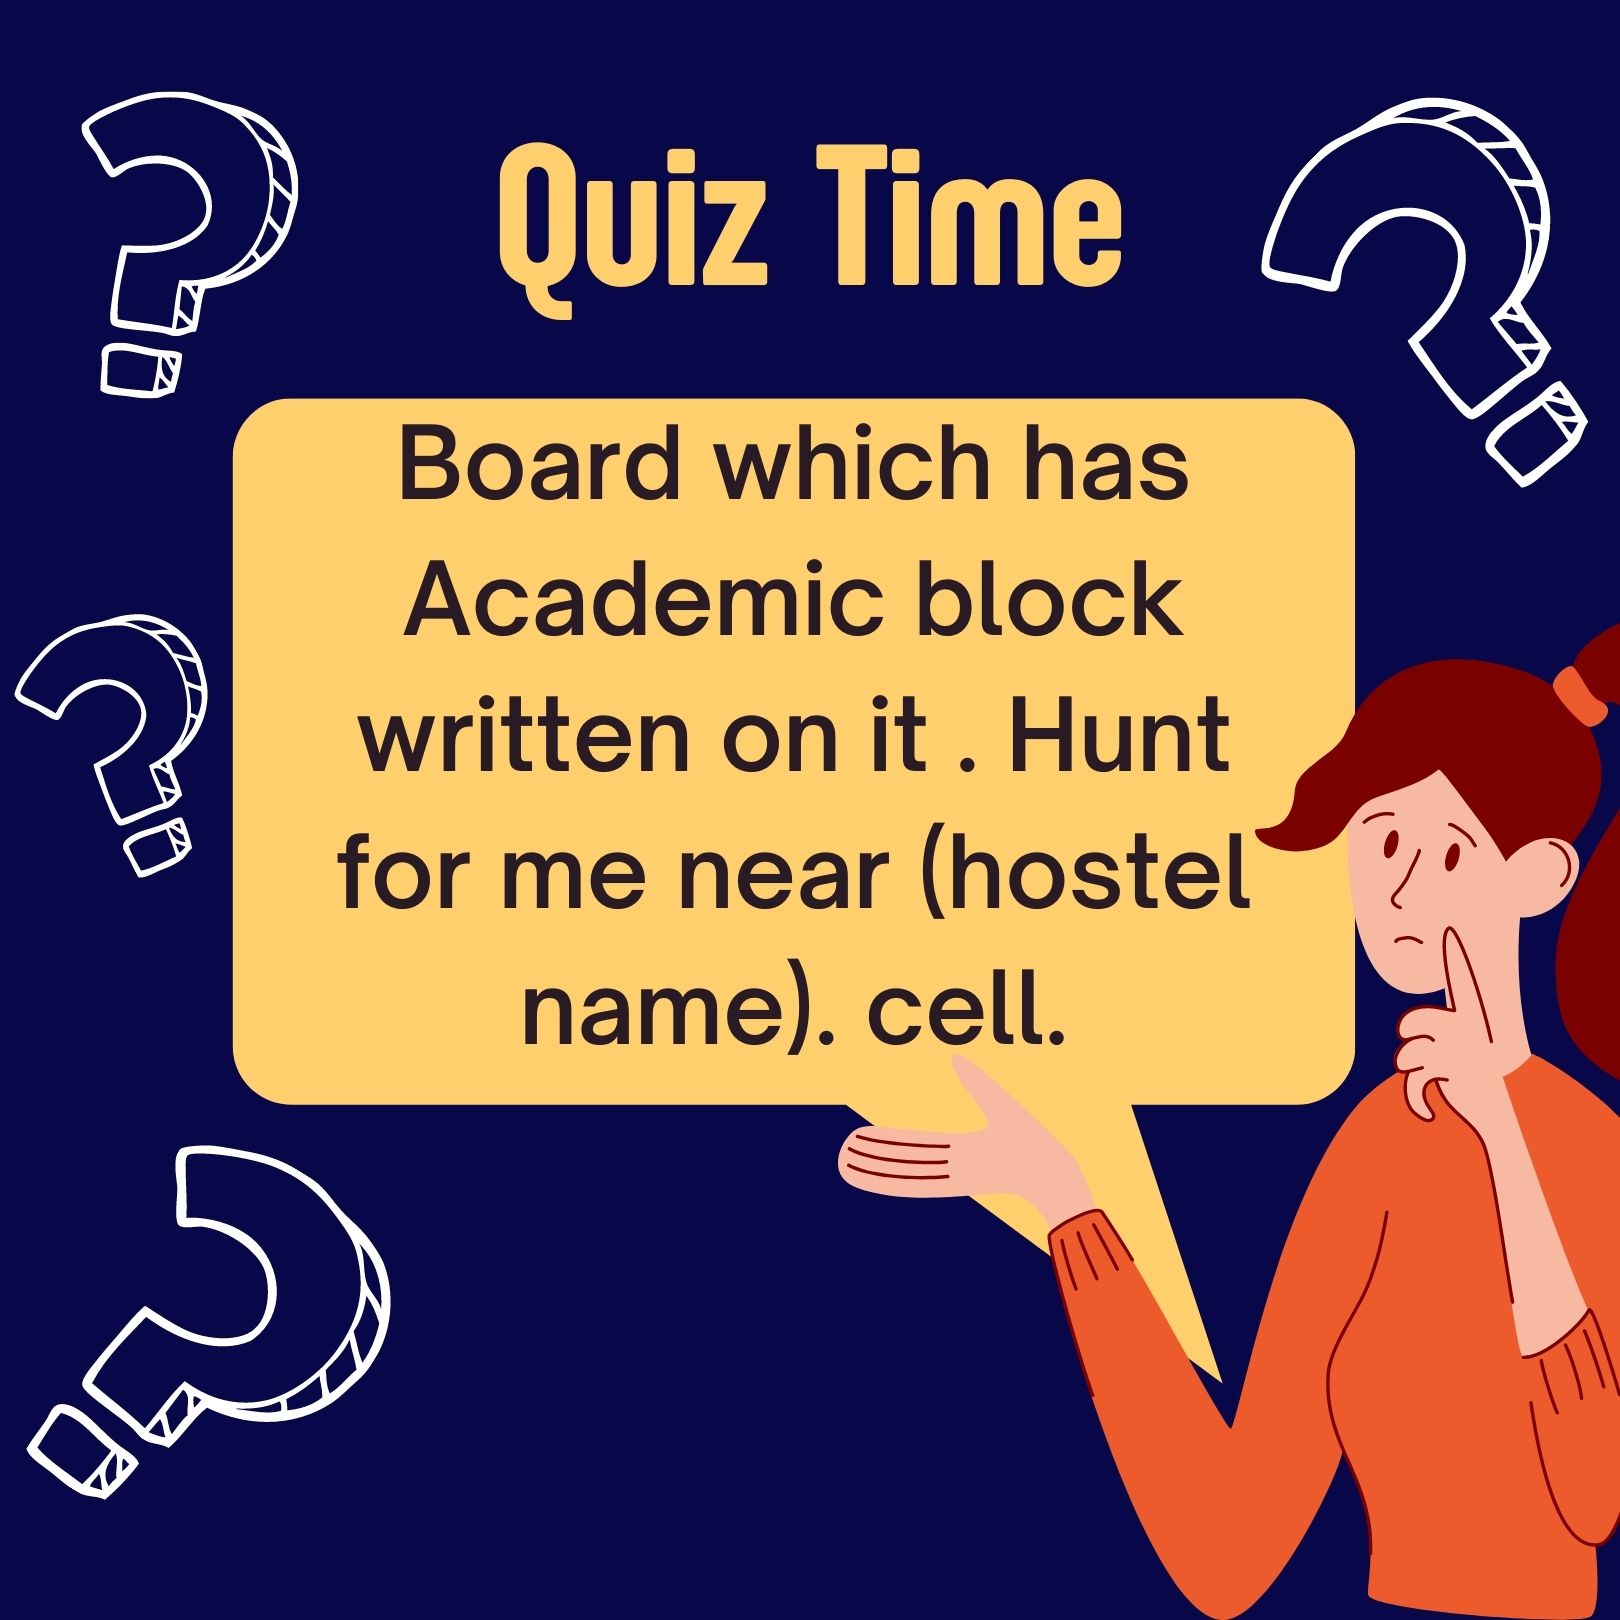 Quiz Time
Board which has
Academic block
written on it . Hunt
for me near (hostel
name). cell.